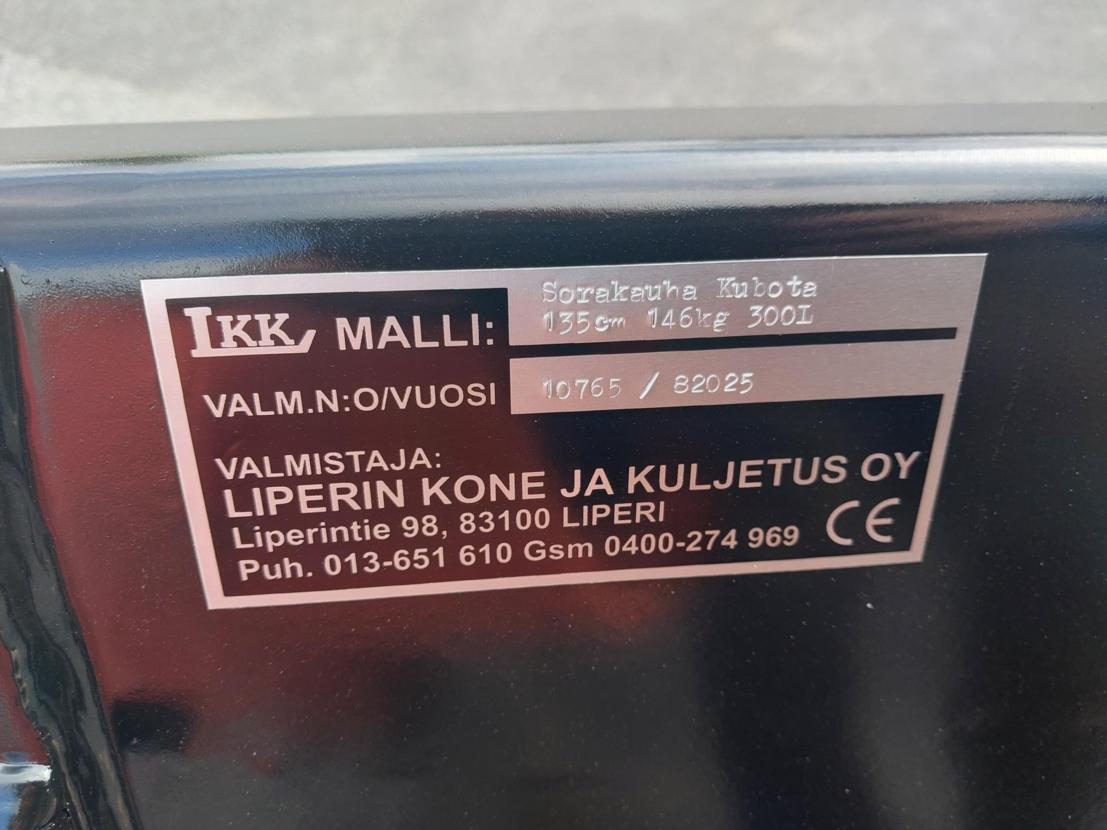 LKK MALLI: Sorakauha Kubota
135cm 146kg 300L
VALM.N:O/VUOSI 10765 / 82025
VALMISTAJA:
LIPERIN KONE JA KULJETUS OY
Liperintie 98, 83100 LIPERI
Puh. 013-651 610 Gsm 0400-274 969 CE